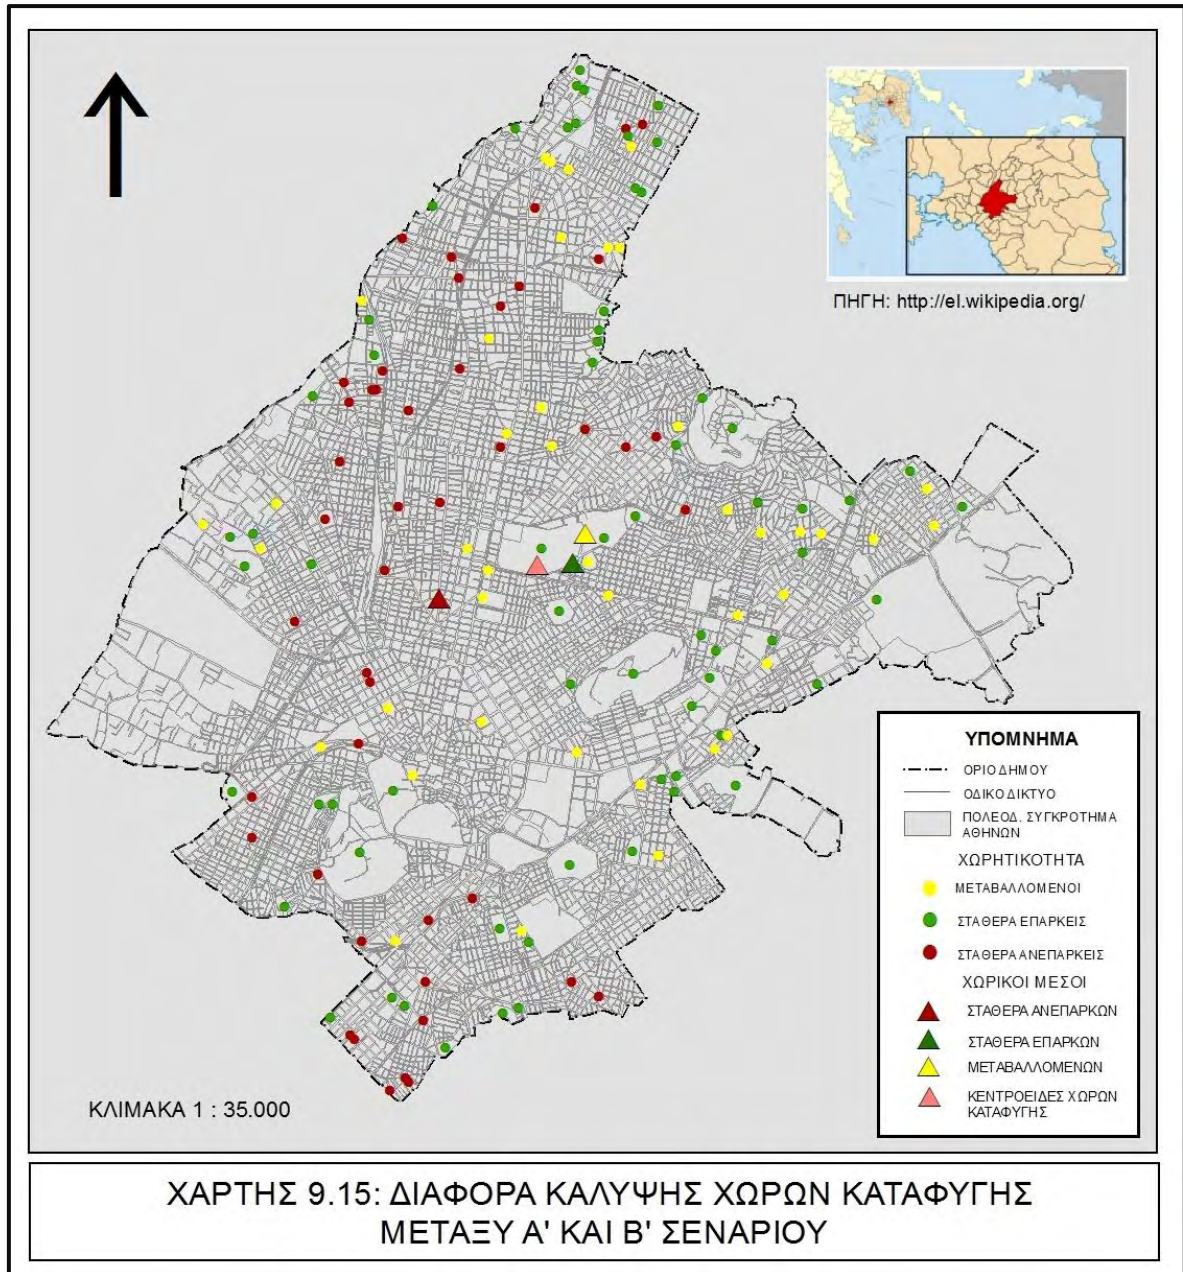 ΠΗΓΗ: http://el.wikipedia.org/
ΥΠΟΜΝΗΜΑ
ΟΡΙΟ ΔΗΜΟΥ
ΟΔΙΚΟ ΔΙΚΤΥΟ
ΠΟΛΕΟΔ. ΣΥΓΚΡΟΤΗΜΑ
ΑΘΗΝΩΝ
ΧΩΡΗΤΙΚΟΤΗΤΑ
ΜΕΤΑΒΑΛΛΟΜΕΝΟΙ
ΣΤΑΘΕΡΑ ΕΠΑΡΚΕΙΣ
ΣΤΑΘΕΡΑ ΑΝΕΠΑΡΚΕΙΣ
ΧΩΡΙΚΟΙ ΜΕΣΟΙ
ΣΤΑΘΕΡΑ ΑΝΕΠΑΡΚΩΝ
ΣΤΑΘΕΡΑ ΕΠΑΡΚΩΝ
ΜΕΤΑΒΑΛΛΟΜΕΝΩΝ
ΚΕΝΤΡΟΕΙΔΕΣ ΧΩΡΩΝ
ΚΑΤΑΦΥΓΗΣ
ΚΛΙΜΑΚΑ 1 : 35.000
ΧΑΡΤΗΣ 9.15: ΔΙΑΦΟΡΑ ΚΑΛΥΨΗΣ ΧΩΡΩΝ ΚΑΤΑΦΥΓΗΣ
ΜΕΤΑΞΥ Α' ΚΑΙ Β' ΣΕΝΑΡΙΟΥ